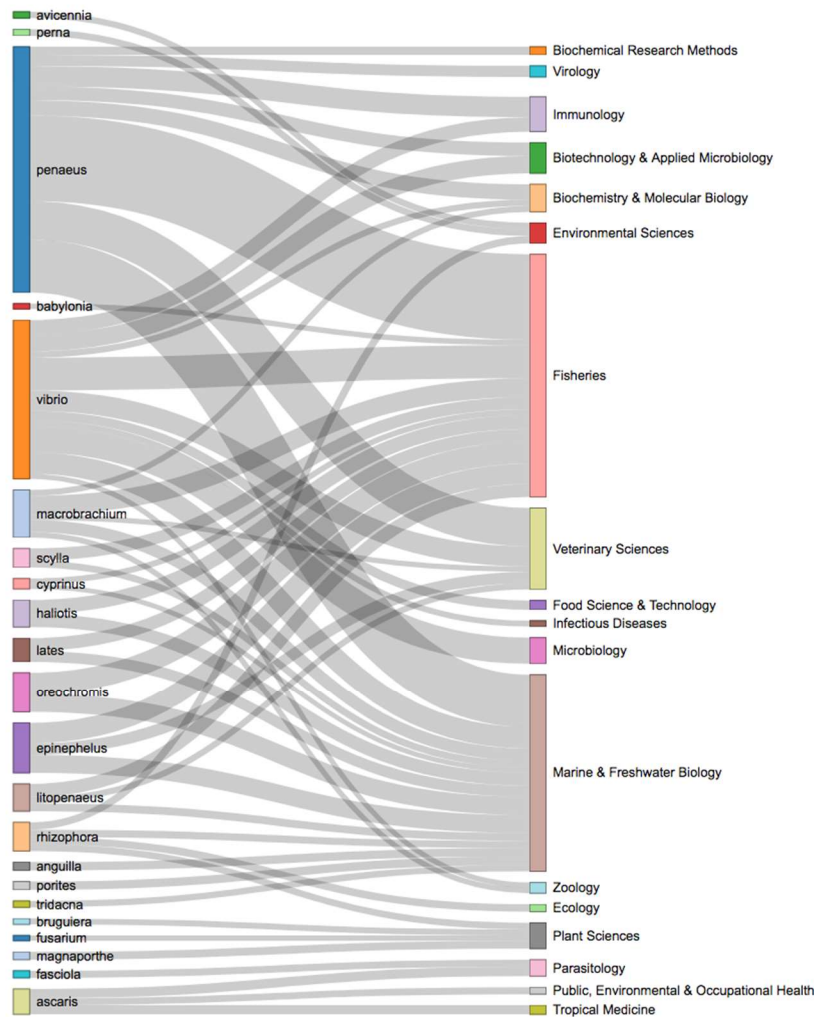 avicennia
perna
penaeus
babylonia
vibrio
macrobrachium
scylla
cyprinus
haliotis
lates
oreochromis
epinephelus
litopenaeus
rhizophora
anguilla
porites
tridacna
bruguiera
fusarium
magnaporthe
fasciola
ascaris
Biochemical Research Methods
Virology
Immunology
Biotechnology & Applied Microbiology
Biochemistry & Molecular Biology
Environmental Sciences
Fisheries
Veterinary Sciences
Food Science & Technology
Infectious Diseases
Microbiology
Marine & Freshwater Biology
Zoology
Ecology
Plant Sciences
Parasitology
Public, Environmental & Occupational Health
Tropical Medicine